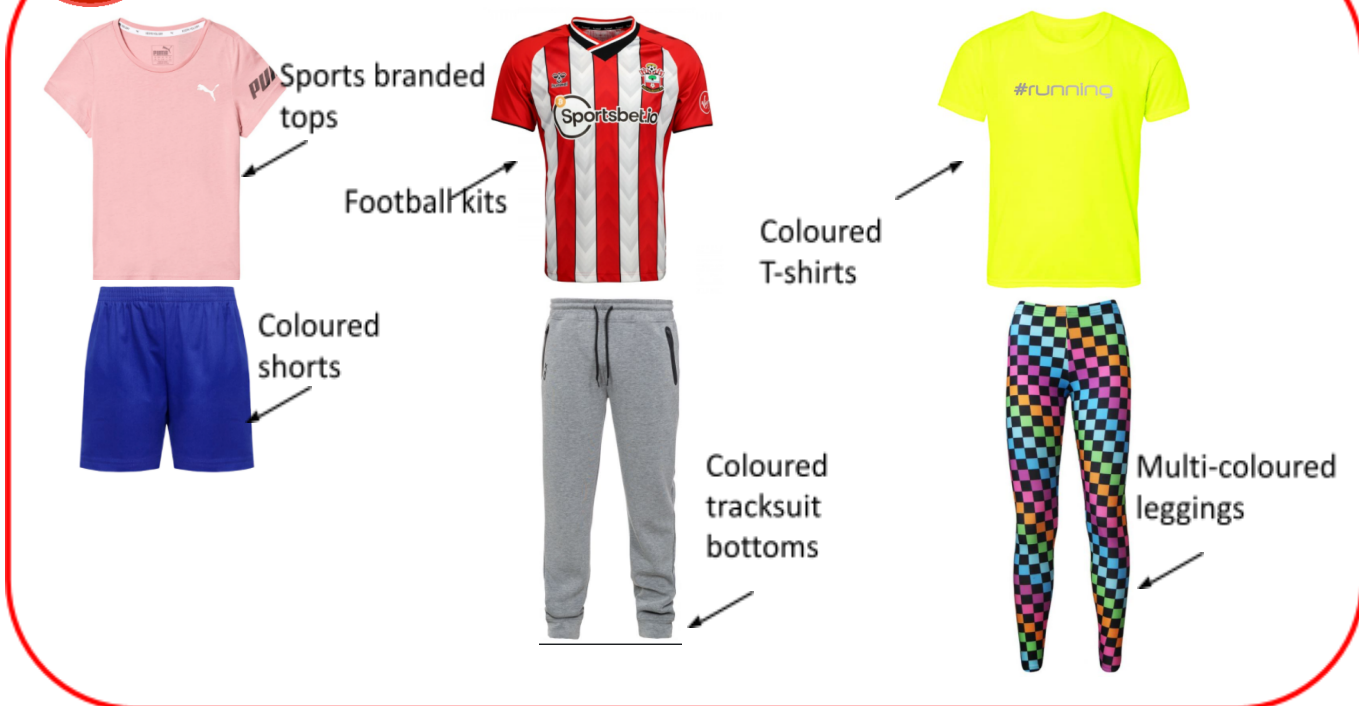 Sports branded
tops
PUMA
Football kits
Sportsbet.io
#running
Coloured
T-shirts
Coloured
shorts
Coloured
tracksuit
bottoms
Multi-coloured
leggings